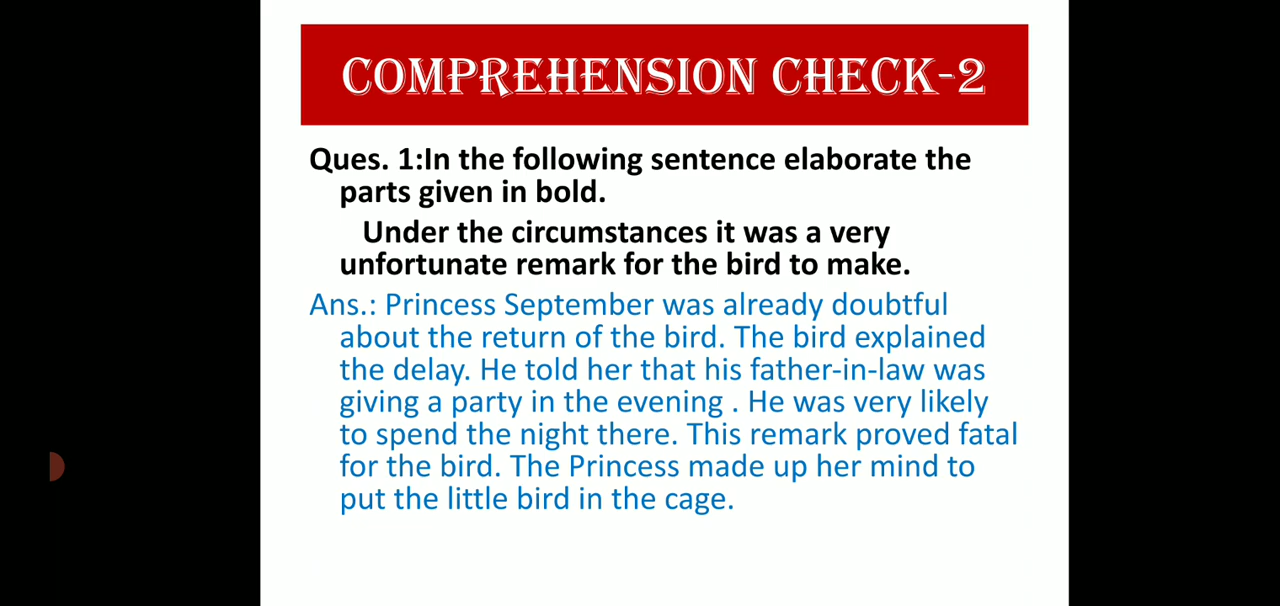 COMPREHENSION CHECK-2
Ques. 1:In the following sentence elaborate the
parts given in bold.
Under the circumstances it was a very
unfortunate remark for the bird to make.
Ans.: Princess September was already doubtful
about the return of the bird. The bird explained
the delay. He told her that his father-in-law was
giving a party in the evening . He was very likely
to spend the night there. This remark proved fatal
for the bird. The Princess made up her mind to
put the little bird in the cage.